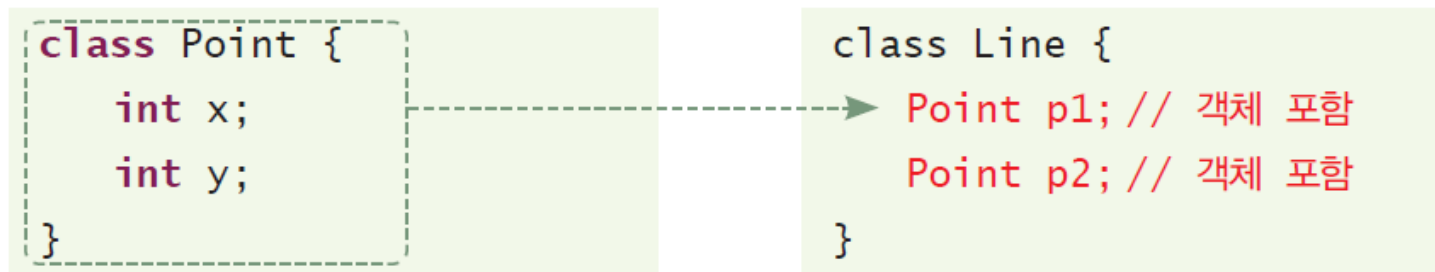 class Point {
int x;
int y;
}
class Line {
Point p1; // 객체 포함
Point p2; // 객체 포함
}